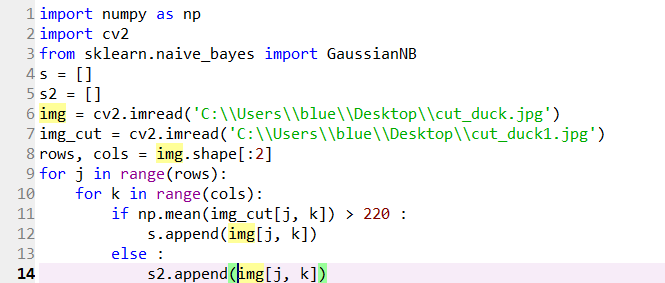 1 import numpy as np
2 import cv2
3 from sklearn.naive_bayes import GaussianNB
4 s = []
5 s2 = []
6 img = cv2.imread('C:\\Users\\blue\\Desktop\\cut_duck.jpg')
7 img_cut = cv2.imread('C:\\Users\\blue\\Desktop\\cut_duck1.jpg')
8 rows, cols = img.shape[:2]
9 for j in range(rows):
10     for k in range(cols):
11         if np.mean(img_cut[j, k]) > 220 :
12             s.append(img[j, k])
13         else :
14             s2.append(img[j, k])